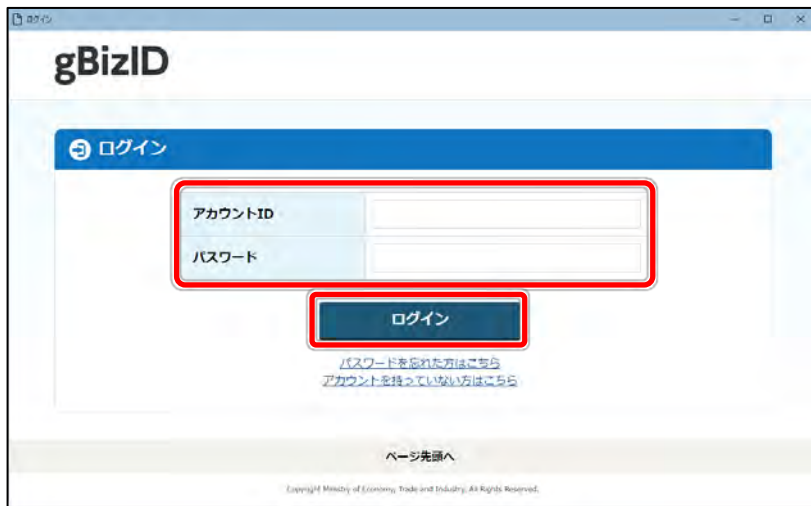 ログイン
gBizID
ログイン
アカウントID
パスワード
ログイン
パスワードを忘れた方はこちら
アカウントを持っていない方はこちら
ページ先頭へ
Copyright Ministry of Economy, Trade and Industry, All Rights Reserved.